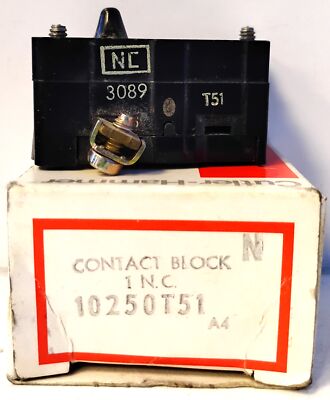 NC
3089
T51
Cutler-Hammer
N
CONTACT BLOCK
1 N.C.
10250T51
A4